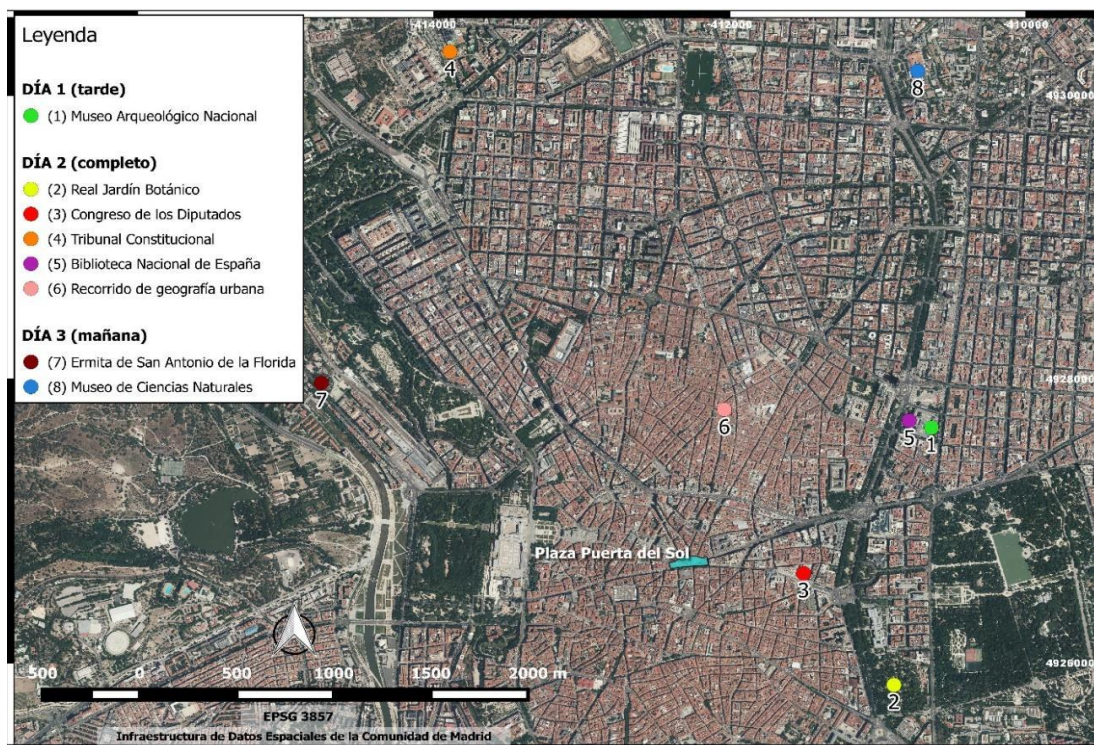 Leyenda
DÍA 1 (tarde)
(1) Museo Arqueológico Nacional
DÍA 2 (completo)
(2) Real Jardín Botánico
(3) Congreso de los Diputados
(4) Tribunal Constitucional
(5) Biblioteca Nacional de España
(6) Recorrido de geografía urbana
DÍA 3 (mañana)
(7) Ermita de San Antonio de la Florida
(8) Museo de Ciencias Naturales
-414000
-412000
-410000
4
8
4930000
7
6
5
1
4928000
Plaza Puerta del Sol
3
2
4926000
500 0 500 1000 1500 2000 m
EPSG 3857
Infraestructura de Datos Espaciales de la Comunidad de Madrid